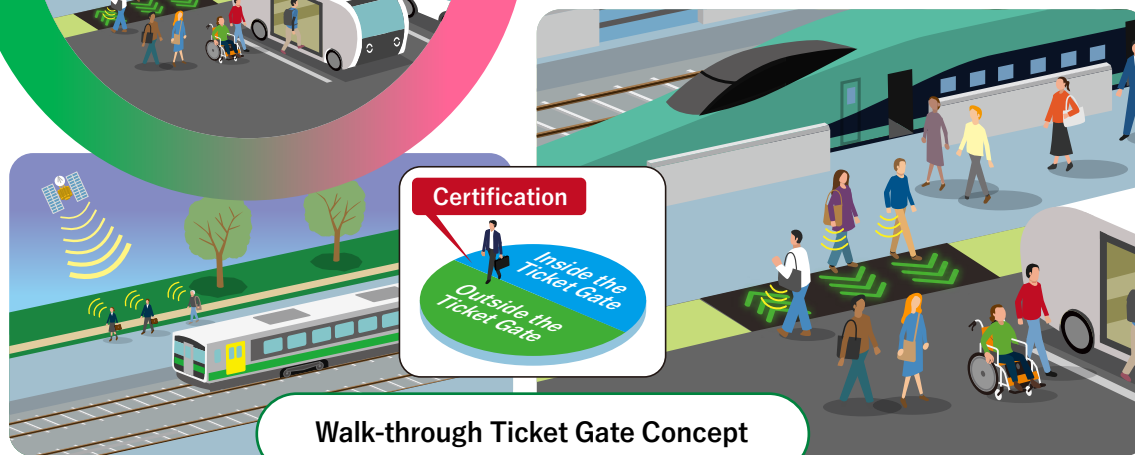 Certification
Inside the
Ticket Gate
Outside the
Ticket Gate
Walk-through Ticket Gate Concept